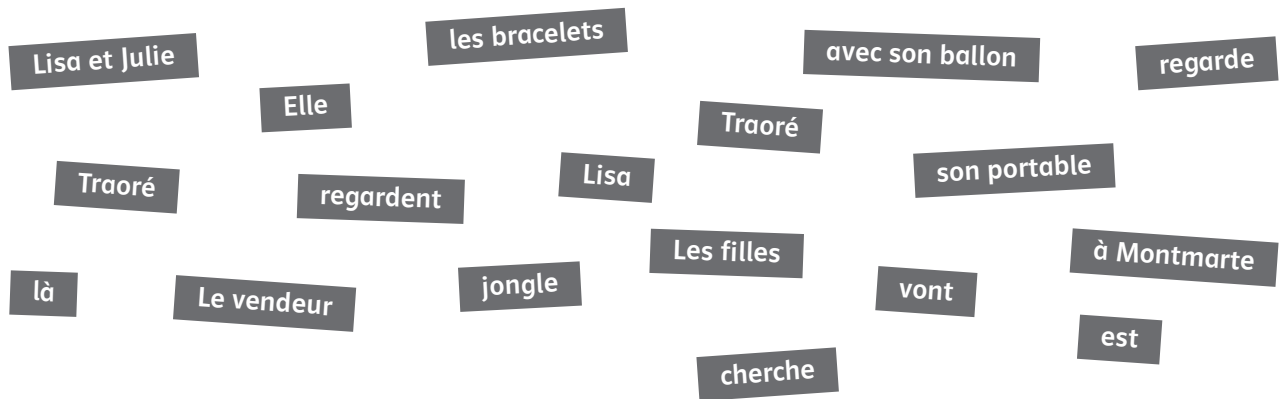 Lisa et Julie
les bracelets
avec son ballon
regarde
Elle
Traoré
Traoré
regardent
Lisa
son portable
là
Le vendeur
jongle
Les filles
vont
à Montmarte
est
cherche